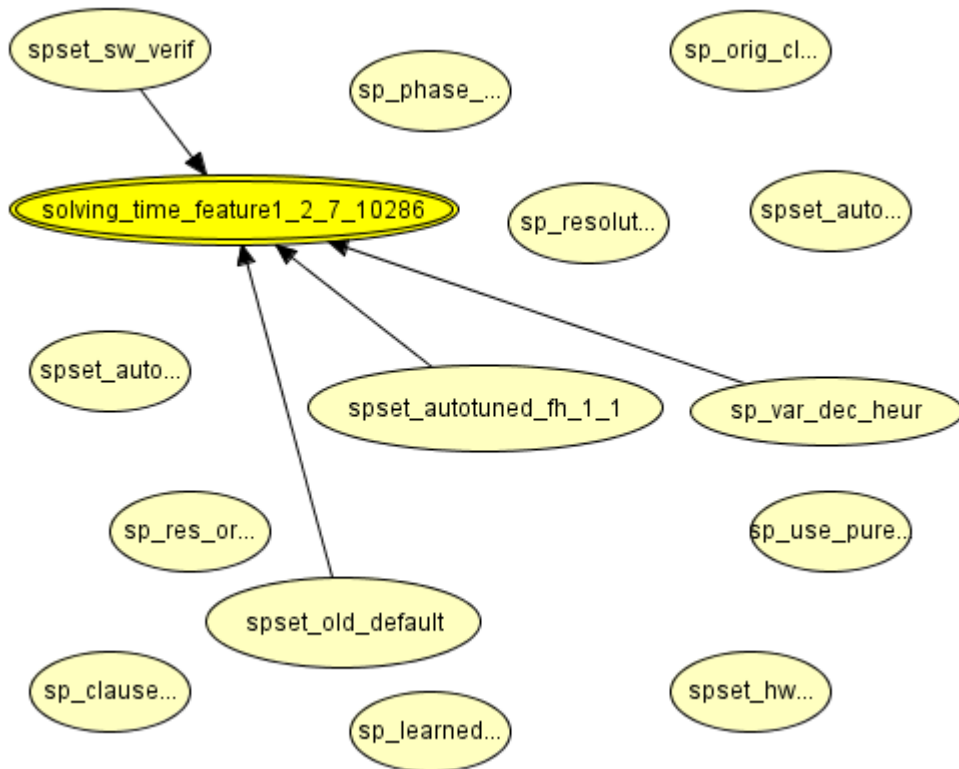 spset_sw_verif
sp_orig_cl...
sp_phase_...
solving_time_feature1_2_7_10286
sp_resolut...
spset_auto...
spset_auto...
spset_autotuned_fh_1_1
sp_var_dec_heur
sp_res_or...
sp_use_pure...
spset_old_default
sp_clause...
sp_learned...
spset_hw...